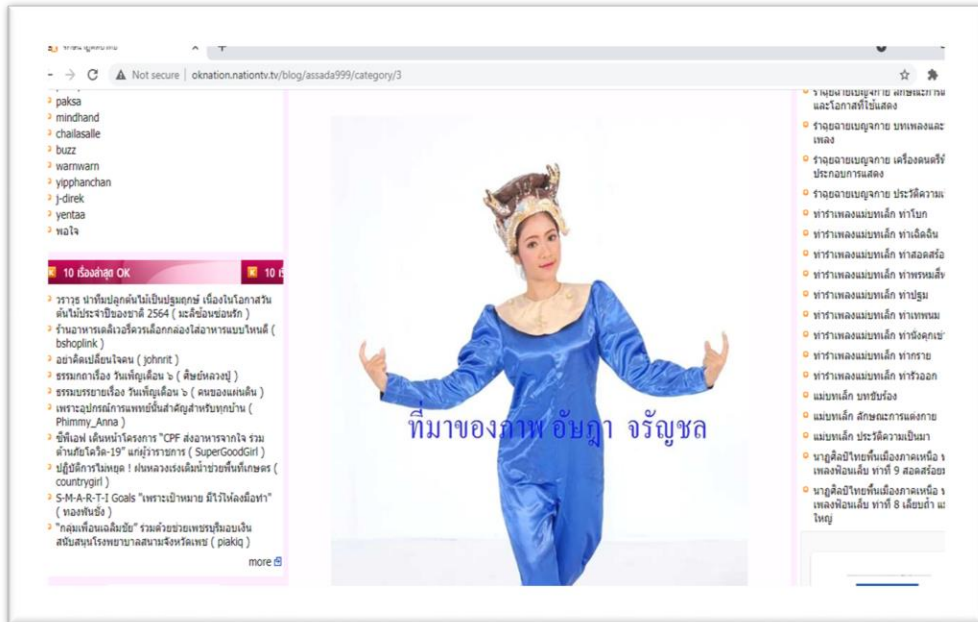 Not secure | oknation.nationtv.tv/blog/assada999/category/3
paksa
mindhand
chailasalle
buzz
warnwarn
yipphanchan
j-direk
yentaa
พอใจ
10 เรื่องล่าสุด OK
วราวุธ นำทีมปลูกต้นไม้เป็นปฐมฤกษ์ เนื่องในโอกาสวัน
ต้นไม้ประจำปีของชาติ 2564 ( มะลิซ้อนซ่อนรัก )
ร้านอาหารเดลิเวอรี่ควรเลือกกล่องใส่อาหารแบบไหนดี (
bshoplink )
อย่าคิดเปลี่ยนใจคน ( johnrit )
ธรรมกถาเรื่อง วันเพ็ญเดือน ๖ ( ศิษย์หลวงปู่ )
ธรรมบรรยายเรื่อง วันเพ็ญเดือน ๖ ( คนของแผ่นดิน )
เพราะอุปกรณ์การแพทย์นั้นสำคัญสำหรับทุกบ้าน (
Phimmy_Anna )
ซีพีเอฟ เดินหน้าโครงการ "CPF ส่งอาหารจากใจ ร่วม
ต้านภัยโควิด-19" แก่ผู้ว่าราชการ ( SuperGoodGirl )
ปฏิบัติการไม่หยุด ! ฝนหลวงเร่งเติมน้ำช่วยพื้นที่เกษตร (
countrygirl )
S-M-A-R-T-I Goals "เพราะเป้าหมาย มีไว้ให้ลงมือทำ"
( ทองพันชั่ง )
"กลุ่มเพื่อนเฉลิมชัย" ร่วมด้วยช่วยเพชรบุรีมอบเงิน
สนับสนุนโรงพยาบาลสนามจังหวัดเพช ( piakiq )
more
ที่มาของภาพ อัษฎา จรัญชล
รำฉุยฉายเบญจกาย ลักษณะการแ
และโอกาสที่ใช้แสดง
รำฉุยฉายเบญจกาย บทเพลงและ
เพลง
รำฉุยฉายเบญจกาย เครื่องดนตรีที่
ประกอบการแสดง
รำฉุยฉายเบญจกาย ประวัติความเ
ท่ารำเพลงแม่บทเล็ก ท่าโบก
ท่ารำเพลงแม่บทเล็ก ท่าเฉิดฉิน
ท่ารำเพลงแม่บทเล็ก ท่าสอดสร้อ
ท่ารำเพลงแม่บทเล็ก ท่าพรหมสี่ห
ท่ารำเพลงแม่บทเล็ก ท่าปฐม
ท่ารำเพลงแม่บทเล็ก ท่าเทพนม
ท่ารำเพลงแม่บทเล็ก ท่านั่งคุกเข่
ท่ารำเพลงแม่บทเล็ก ท่ากราย
ท่ารำเพลงแม่บทเล็ก ท่ารัวออก
แม่บทเล็ก บทขับร้อง
แม่บทเล็ก ลักษณะการแต่งกาย
แม่บทเล็ก ประวัติความเป็นมา
นาฏศิลป์ไทยพื้นเมืองภาคเหนือ
เพลงฟ้อนเล็บ ท่าที่ 9 สอดสร้อย
นาฏศิลป์ไทยพื้นเมืองภาคเหนือ
เพลงฟ้อนเล็บ ท่าที่ 8 เลียบถ้ำ
ใหญ่